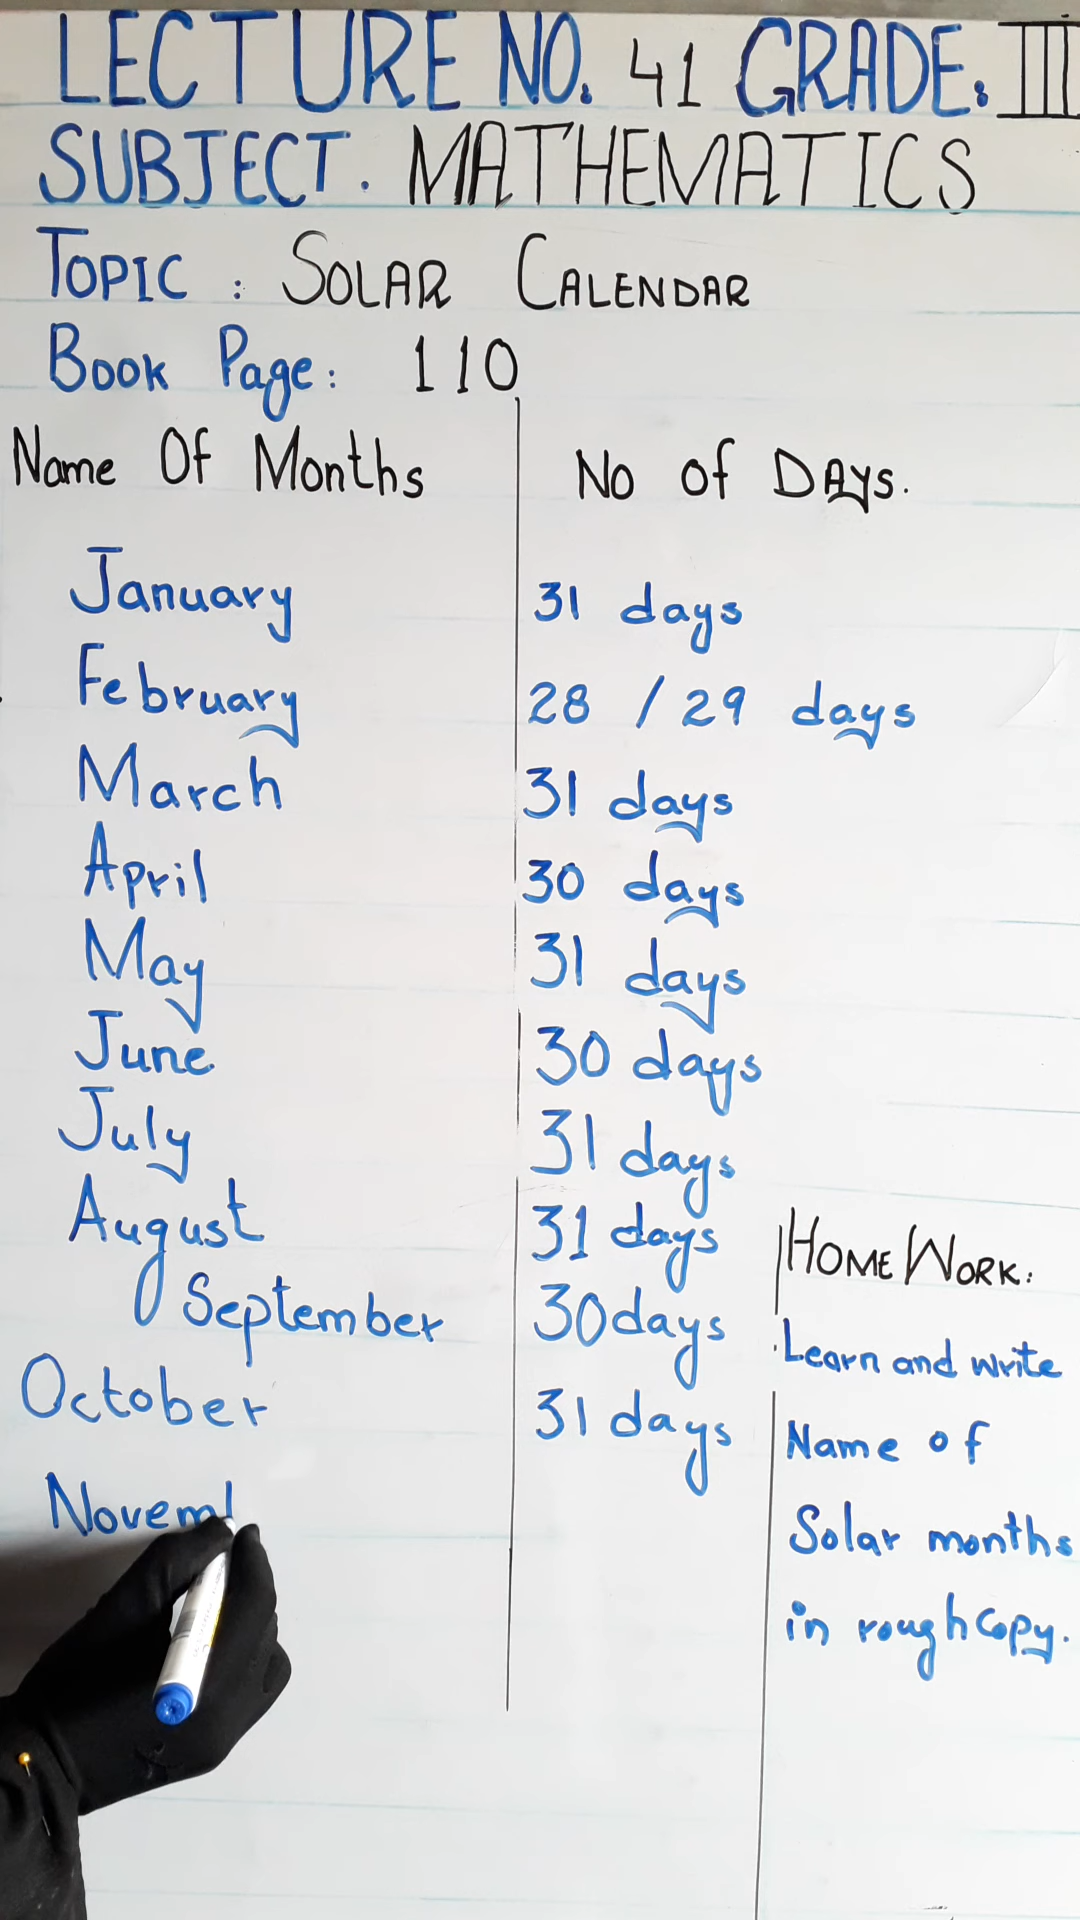 LECTURE NO. 41 GRADE: III
SUBJECT. MATHEMATICS
TOPIC : SOLAR CALENDAR
BOOK Page: 110
Name Of Months No of DAys.
January 31 days
February 28 / 29 days
March 31 days
April 30 days
May 31 days
June 30 days
July 31 days
August 31 days
September 30 days
October 31 days
Novemb
HOME WORK:
Learn and write
Name of
Solar months
in rough copy.